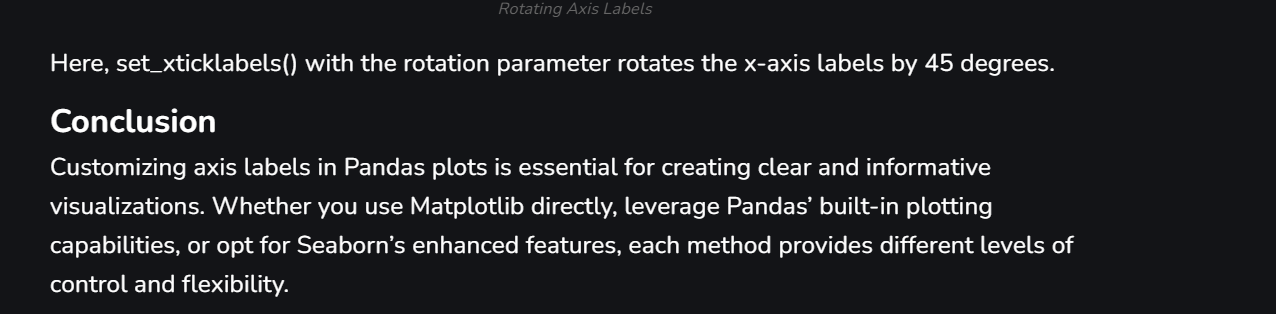 Rotating Axis Labels
Here, set_xticklabels() with the rotation parameter rotates the x-axis labels by 45 degrees.
Conclusion
Customizing axis labels in Pandas plots is essential for creating clear and informative
visualizations. Whether you use Matplotlib directly, leverage Pandas’ built-in plotting
capabilities, or opt for Seaborn’s enhanced features, each method provides different levels of
control and flexibility.